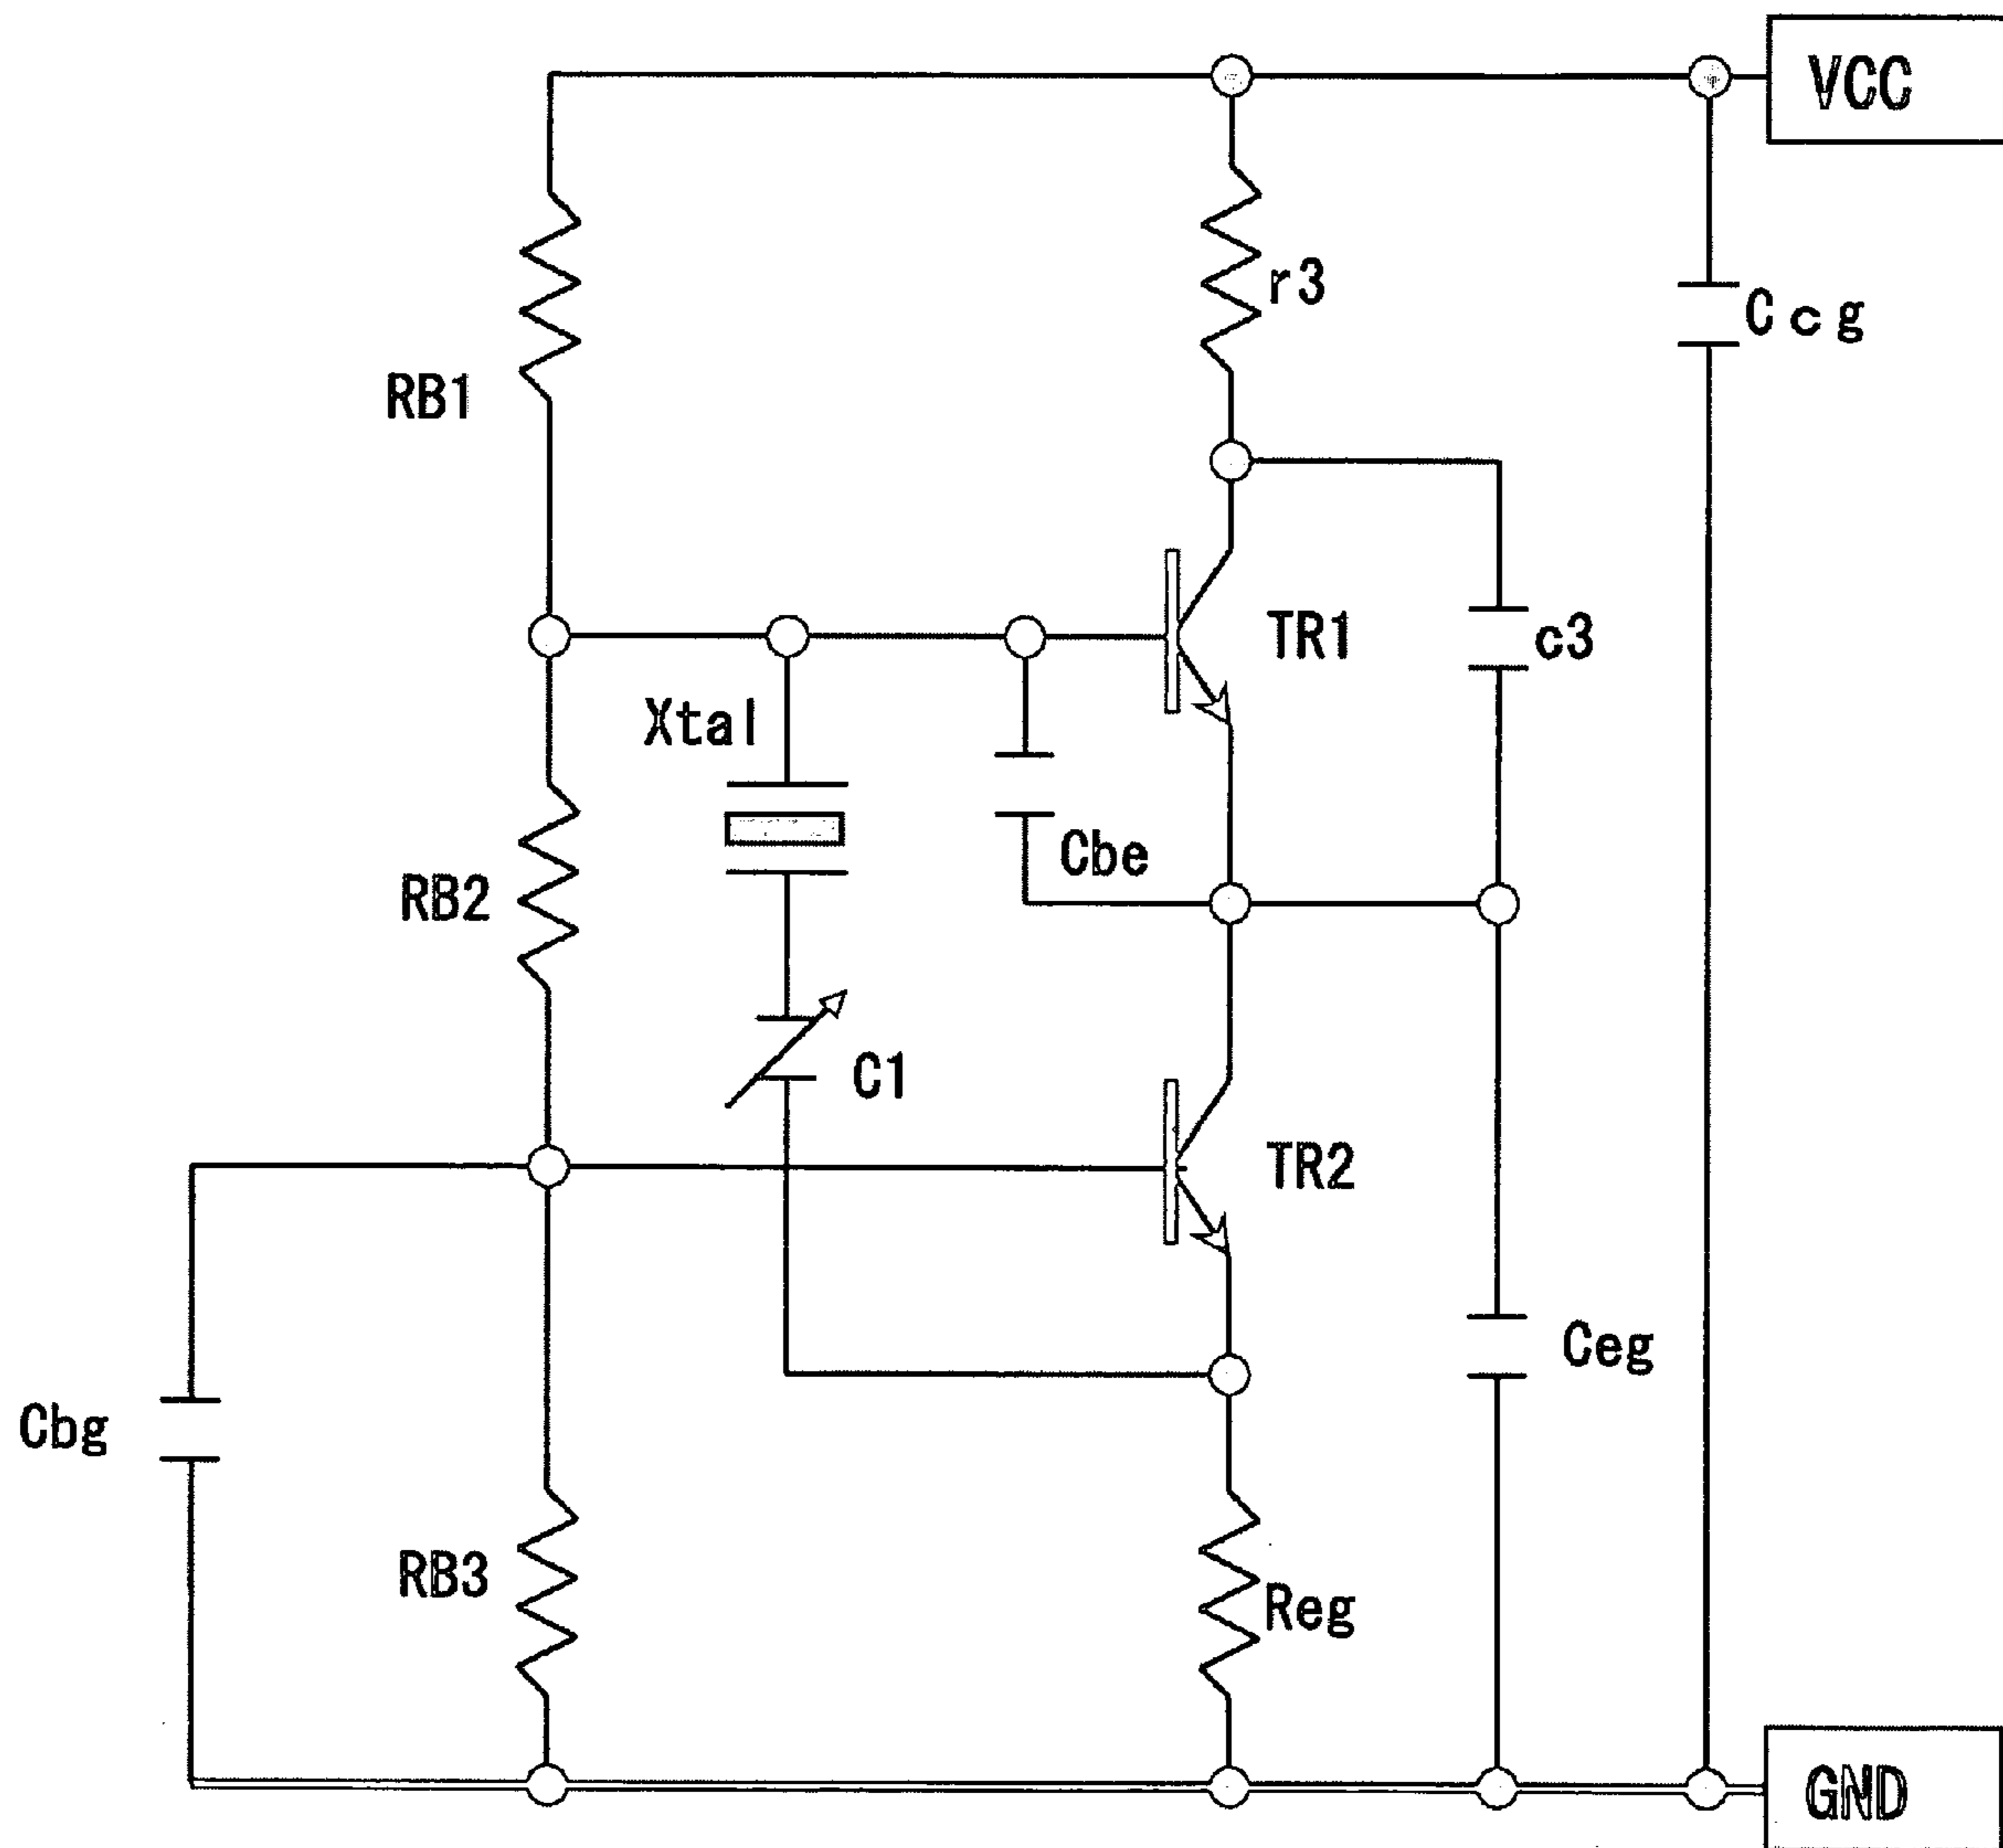 VCC
r3
Ccg
RB1
TR1
c3
Xtal
Cbe
RB2
C1
TR2
Ceg
Cbg
RB3
Reg
GND